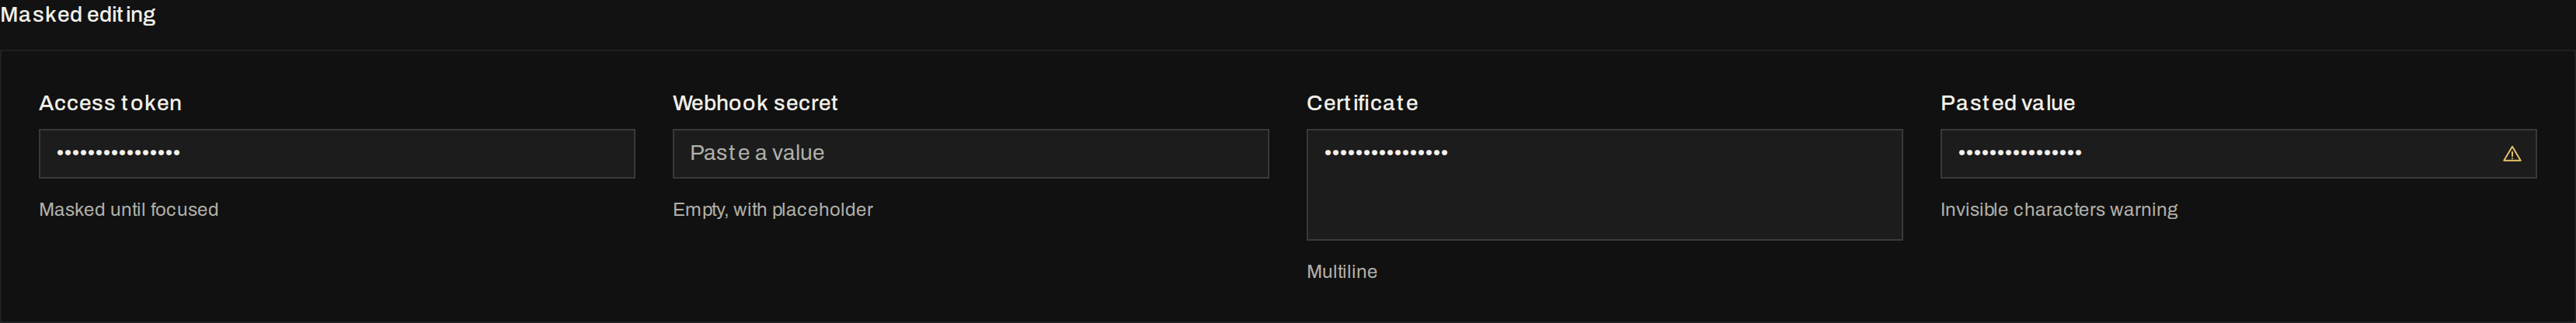 Masked editing
Access token
••••••••••••••••
Masked until focused
Webhook secret
Paste a value
Empty, with placeholder
Certificate
••••••••••••••••
Multiline
Pasted value
••••••••••••••••
Invisible characters warning